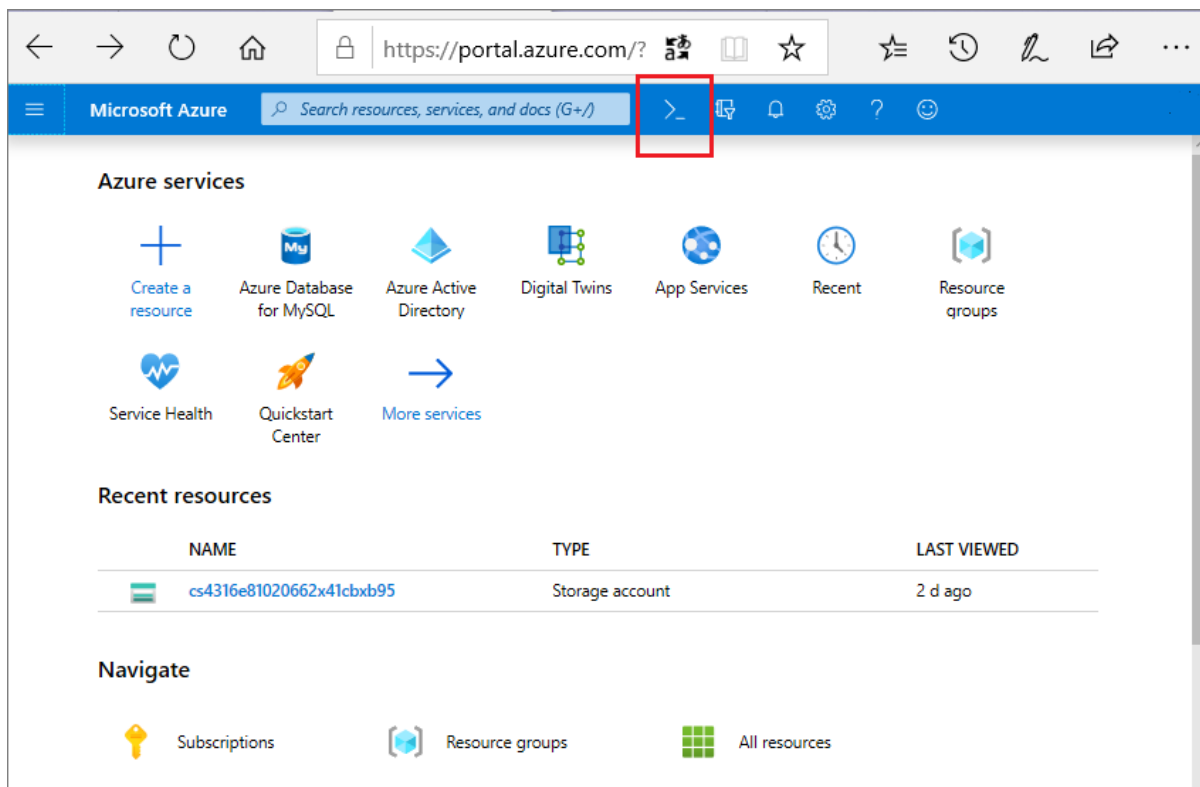 https://portal.azure.com/?
Microsoft Azure
Search resources, services, and docs (G+/)
Azure services
Create a
resource
My
Azure Database
for MySQL
Azure Active
Directory
Digital Twins
App Services
Recent
Resource
groups
Service Health
Quickstart
Center
More services
Recent resources
NAME TYPE LAST VIEWED
cs4316e81020662x41cbxb95 Storage account 2 d ago
Navigate
Subscriptions Resource groups All resources